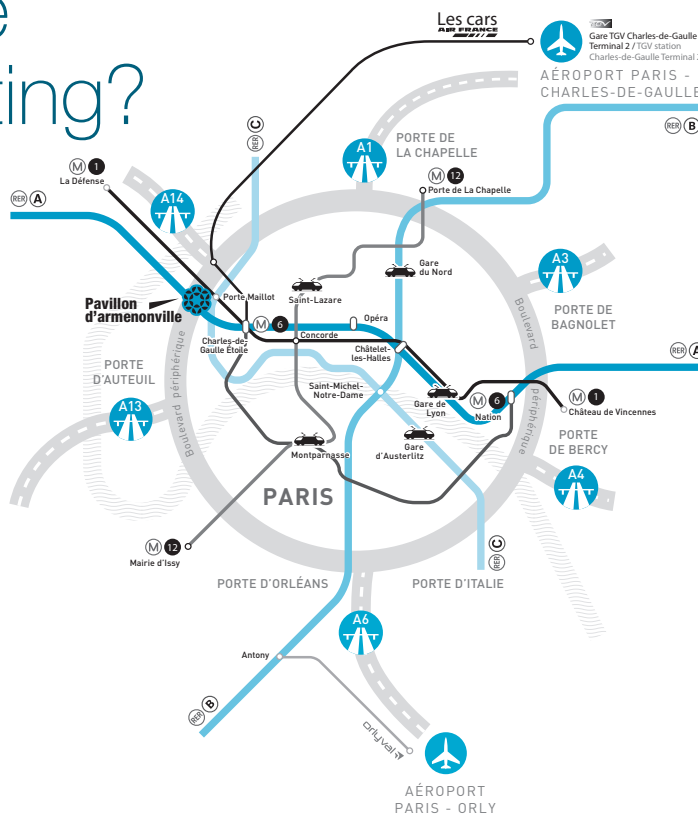 ting?
Les cars
AIR FRANCE
TGV
Gare TGV Charles-de-Gaulle
Terminal 2 / TGV station
Charles-de-Gaulle Terminal 2
AÉROPORT PARIS -
CHARLES-DE-GAULLE
RER B
RER C
A1
PORTE DE
LA CHAPELLE
M 12
Porte de La Chapelle
M 1
La Défense
RER A
A14
A3
PORTE DE
BAGNOLET
Gare
du Nord
Pavillon
d'armenonville
Porte Maillot
Saint-Lazare
M 6
Opéra
Charles-de-
Gaulle Étoile
Concorde
Châtelet-
les-Halles
Boulevard périphérique
Boulevard périphérique
RER A
PORTE
D'AUTEUIL
A13
Saint-Michel-
Notre-Dame
Gare de
Lyon
M 6
Nation
M 1
Château de Vincennes
Montparnasse
Gare
d'Austerlitz
PORTE
DE BERCY
A4
PARIS
M 12
Mairie d'Issy
RER C
PORTE D'ORLÉANS
PORTE D'ITALIE
A6
Antony
RER B
orlyval
AÉROPORT
PARIS - ORLY